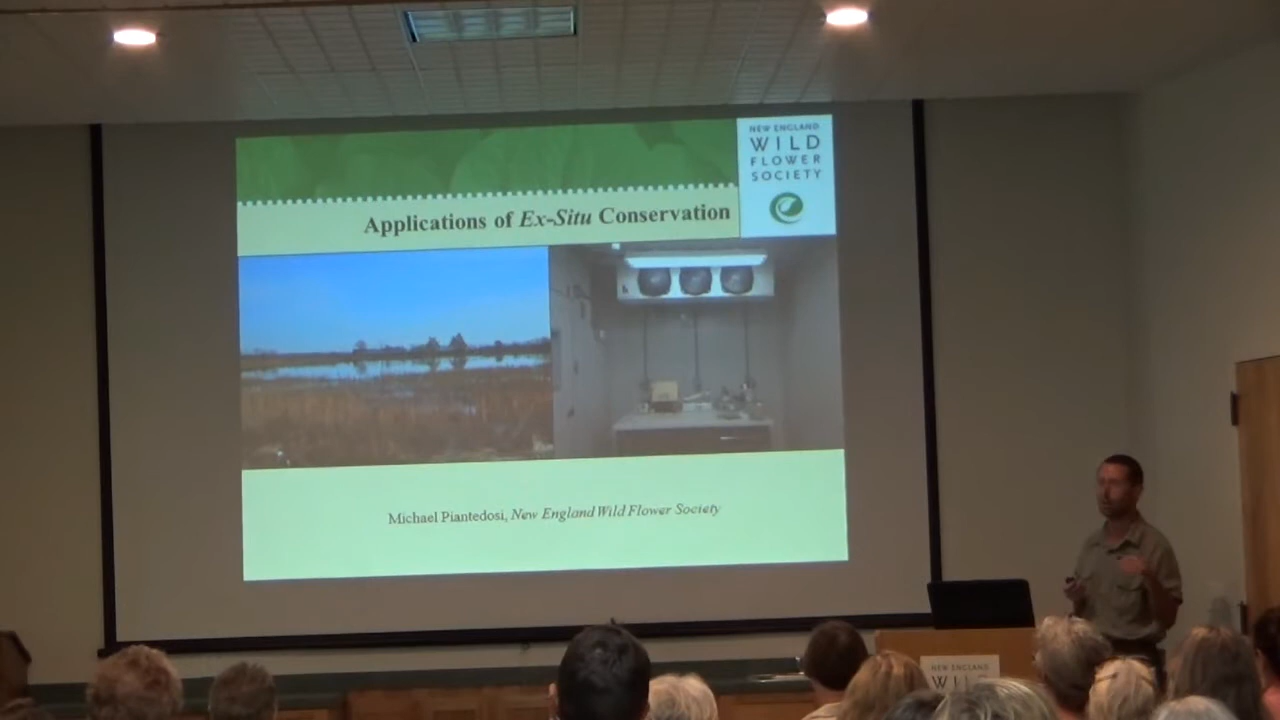 NEW ENGLAND
WILD
FLOWER
SOCIETY
Applications of Ex-Situ Conservation
Michael Piantedosi, New England Wild Flower Society
NEW ENGLAND
WILD